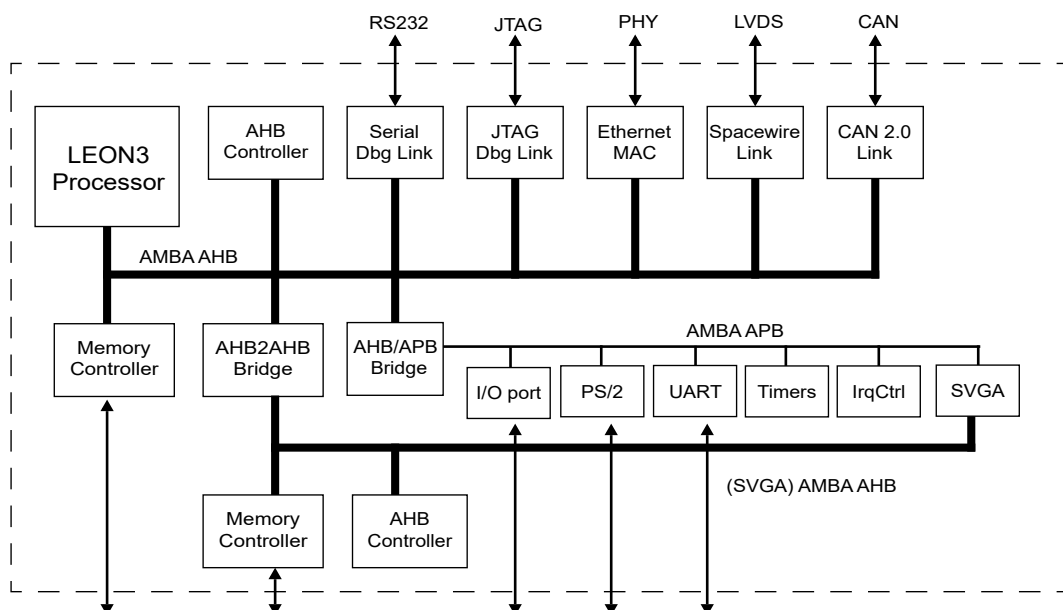 RS232
JTAG
PHY
LVDS
CAN
LEON3
Processor
AHB
Controller
Serial
Dbg Link
JTAG
Dbg Link
Ethernet
MAC
Spacewire
Link
CAN 2.0
Link
AMBA AHB
Memory
Controller
AHB2AHB
Bridge
AHB/APB
Bridge
AMBA APB
I/O port
PS/2
UART
Timers
IrqCtrl
SVGA
(SVGA) AMBA AHB
Memory
Controller
AHB
Controller